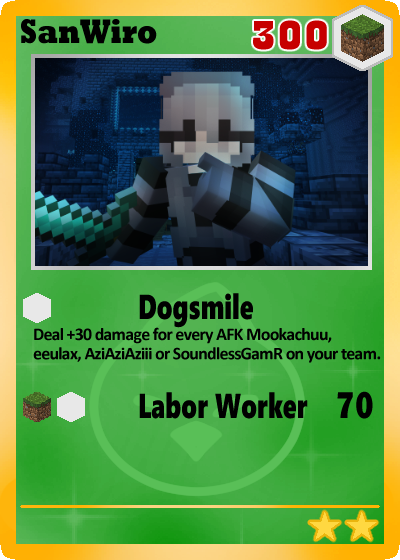 SanWiro 300
Dogsmile
Deal +30 damage for every AFK Mookachuu,
eeulax, AziAziAziii or SoundlessGamR on your team.
Labor Worker 70